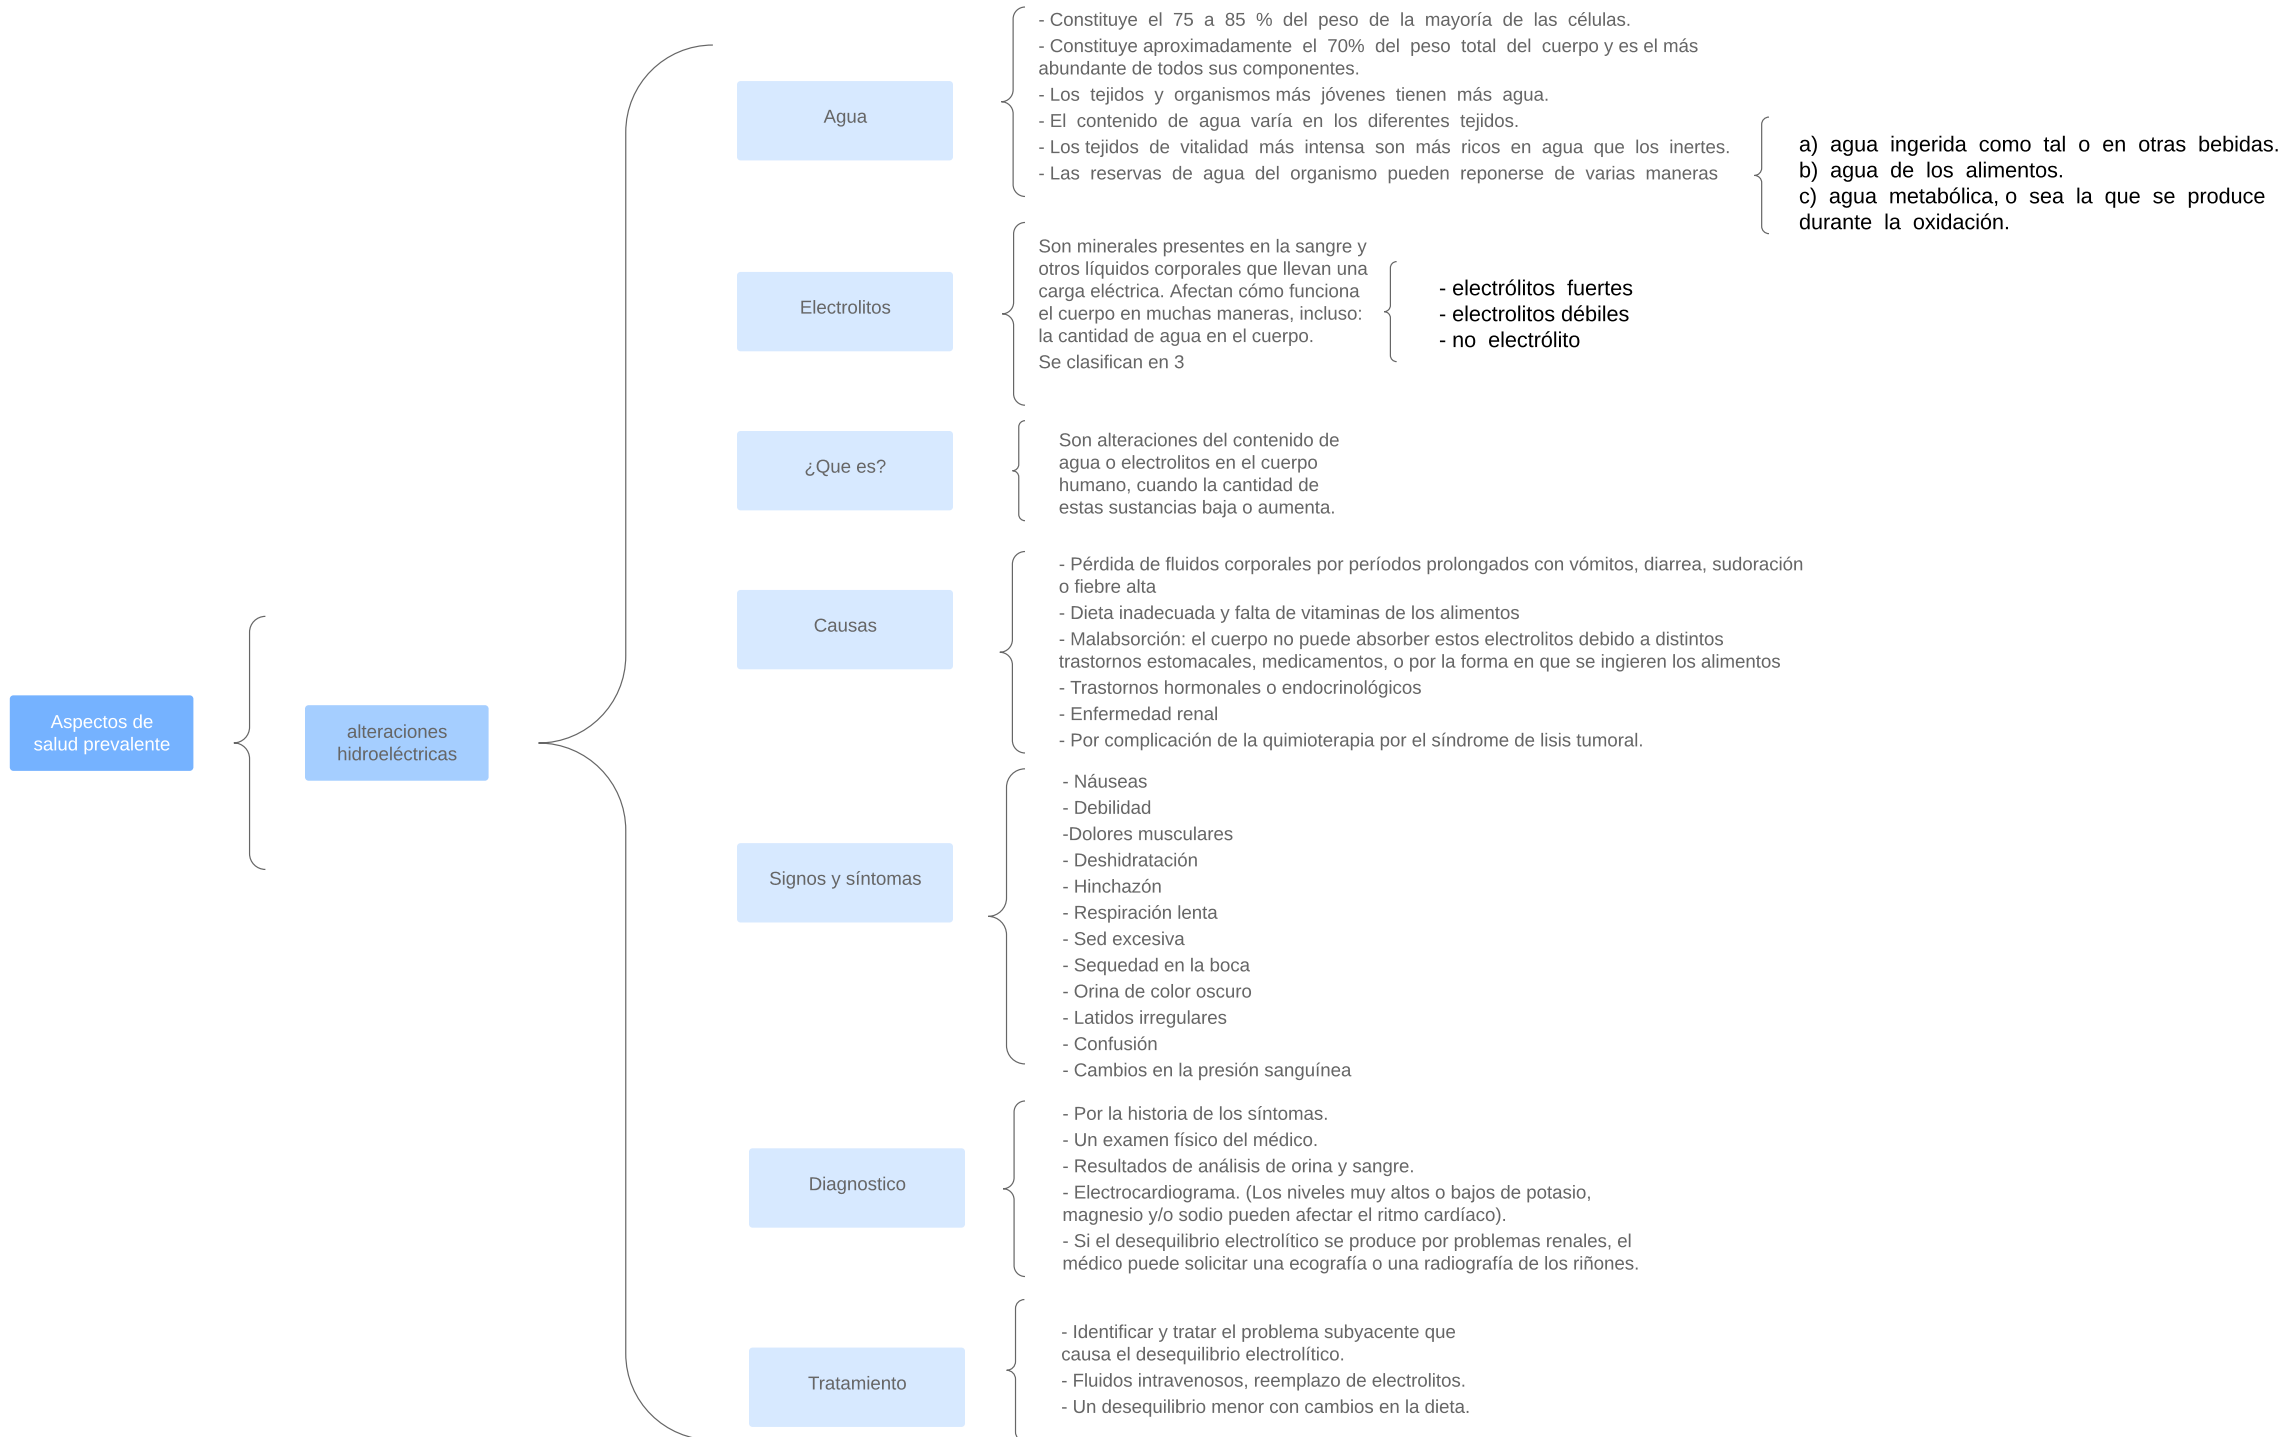 Aspectos de
salud prevalente
alteraciones
hidroeléctricas
Agua
- Constituye el 75 a 85 % del peso de la mayoría de las células.
- Constituye aproximadamente el 70% del peso total del cuerpo y es el más
abundante de todos sus componentes.
- Los tejidos y organismos más jóvenes tienen más agua.
- El contenido de agua varía en los diferentes tejidos.
- Los tejidos de vitalidad más intensa son más ricos en agua que los inertes.
- Las reservas de agua del organismo pueden reponerse de varias maneras
a) agua ingerida como tal o en otras bebidas.
b) agua de los alimentos.
c) agua metabólica, o sea la que se produce
durante la oxidación.
Electrolitos
Son minerales presentes en la sangre y
otros líquidos corporales que llevan una
carga eléctrica. Afectan cómo funciona
el cuerpo en muchas maneras, incluso:
la cantidad de agua en el cuerpo.
Se clasifican en 3
- electrólitos fuertes
- electrolitos débiles
- no electrólito
¿Que es?
Son alteraciones del contenido de
agua o electrolitos en el cuerpo
humano, cuando la cantidad de
estas sustancias baja o aumenta.
Causas
- Pérdida de fluidos corporales por períodos prolongados con vómitos, diarrea, sudoración
o fiebre alta
- Dieta inadecuada y falta de vitaminas de los alimentos
- Malabsorción: el cuerpo no puede absorber estos electrolitos debido a distintos
trastornos estomacales, medicamentos, o por la forma en que se ingieren los alimentos
- Trastornos hormonales o endocrinológicos
- Enfermedad renal
- Por complicación de la quimioterapia por el síndrome de lisis tumoral.
Signos y síntomas
- Náuseas
- Debilidad
-Dolores musculares
- Deshidratación
- Hinchazón
- Respiración lenta
- Sed excesiva
- Sequedad en la boca
- Orina de color oscuro
- Latidos irregulares
- Confusión
- Cambios en la presión sanguínea
Diagnostico
- Por la historia de los síntomas.
- Un examen físico del médico.
- Resultados de análisis de orina y sangre.
- Electrocardiograma. (Los niveles muy altos o bajos de potasio,
magnesio y/o sodio pueden afectar el ritmo cardíaco).
- Si el desequilibrio electrolítico se produce por problemas renales, el
médico puede solicitar una ecografía o una radiografía de los riñones.
Tratamiento
- Identificar y tratar el problema subyacente que
causa el desequilibrio electrolítico.
- Fluidos intravenosos, reemplazo de electrolitos.
- Un desequilibrio menor con cambios en la dieta.